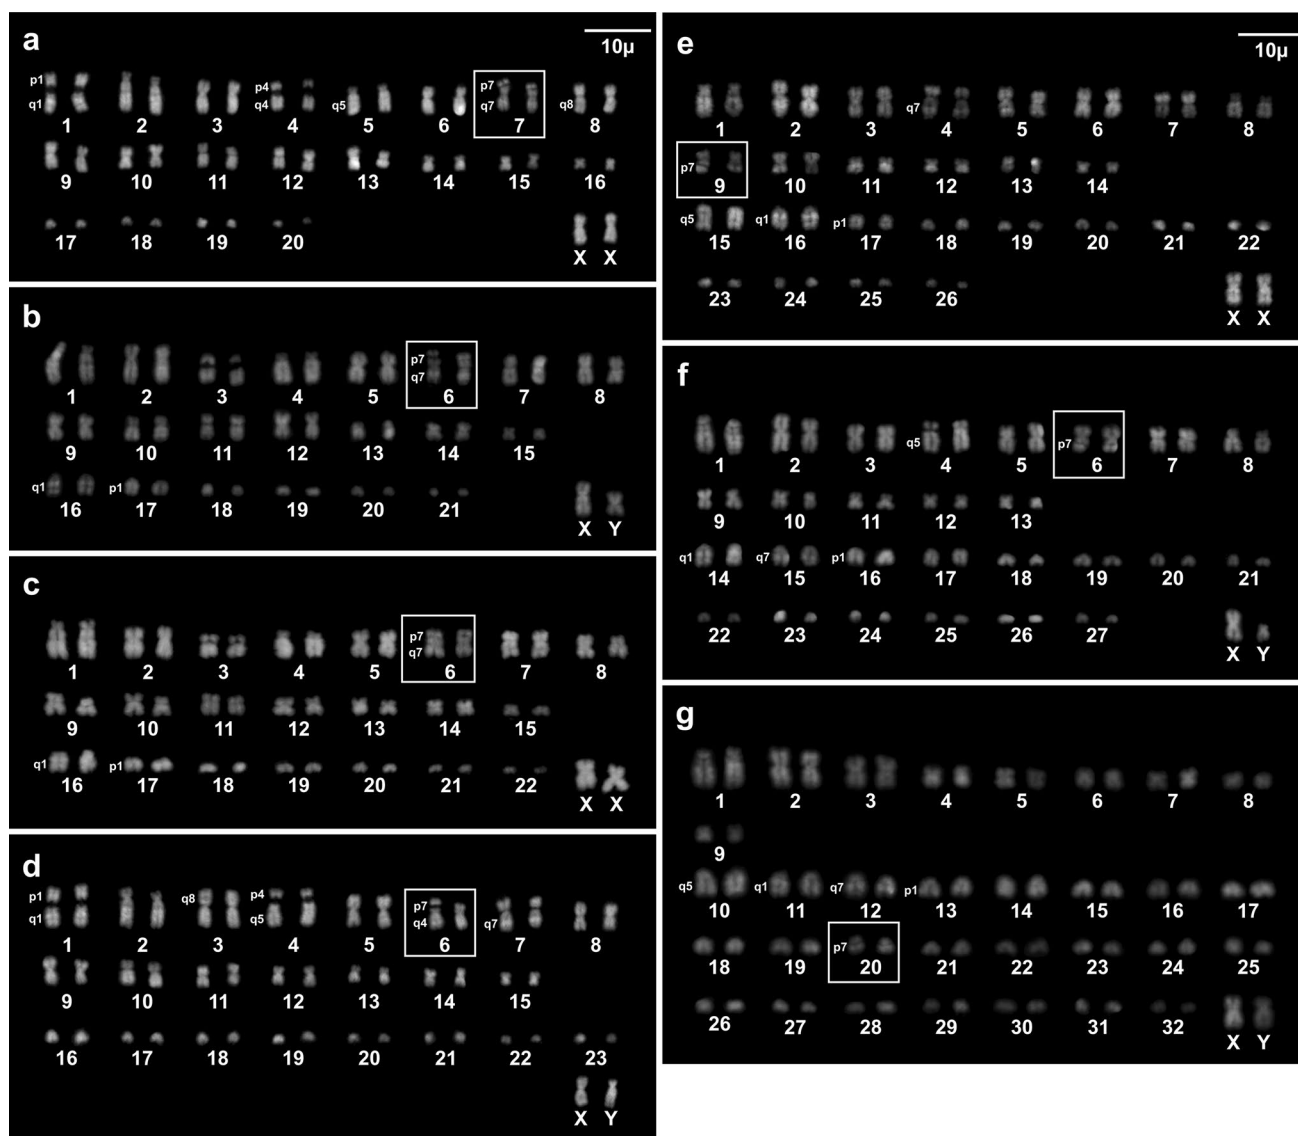 a
10µ
p1 q1 p4 q4 q5 p7 q7 q8
1 2 3 4 5 6 7 8
9 10 11 12 13 14 15 16
17 18 19 20 X X
b
p7 q7
1 2 3 4 5 6 7 8
9 10 11 12 13 14 15
q1 p1
16 17 18 19 20 21 X Y
c
p7 q7
1 2 3 4 5 6 7 8
9 10 11 12 13 14 15
q1 p1
16 17 18 19 20 21 22 X X
d
p1 q1 q8 p4 q5 p7 q4 q7
1 2 3 4 5 6 7 8
9 10 11 12 13 14 15
16 17 18 19 20 21 22 23
X Y
e
10µ
q7
1 2 3 4 5 6 7 8
p7
9 10 11 12 13 14
q5 q1 p1
15 16 17 18 19 20 21 22
23 24 25 26
X X
f
q5 p7
1 2 3 4 5 6 7 8
9 10 11 12 13
q1 q7 p1
14 15 16 17 18 19 20 21
22 23 24 25 26 27 X Y
g
1 2 3 4 5 6 7 8
9
q5 q1 q7 p1
10 11 12 13 14 15 16 17
p7
18 19 20 21 22 23 24 25
26 27 28 29 30 31 32
X Y